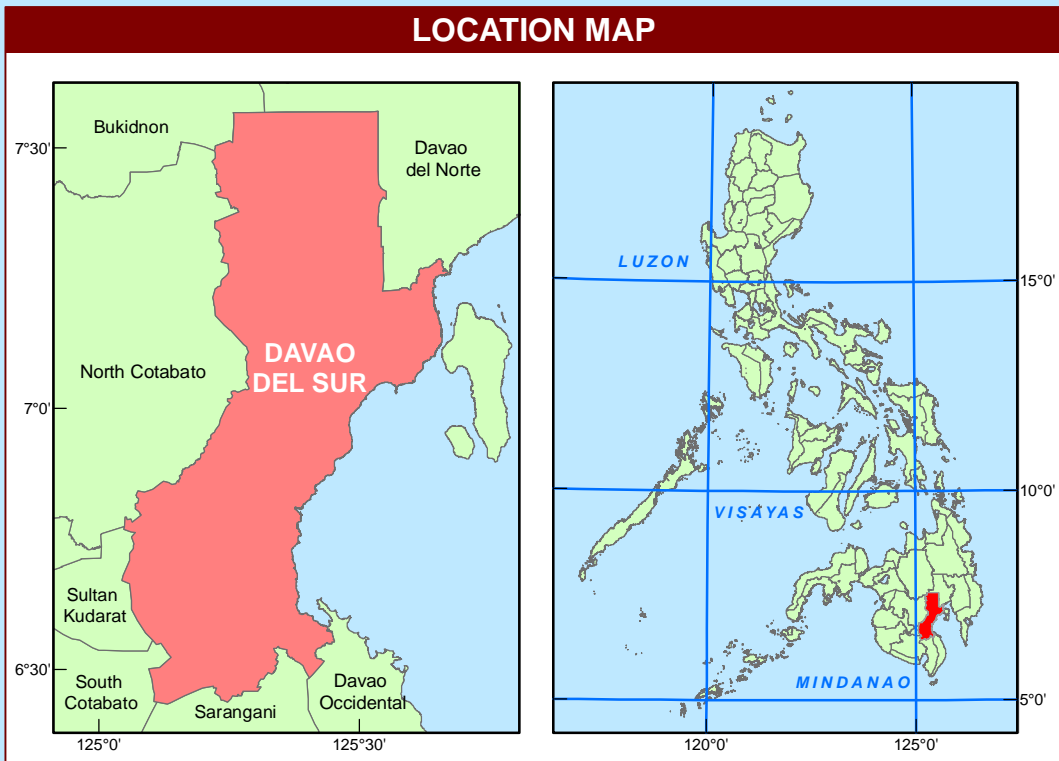 LOCATION MAP
Bukidnon
Davao
del Norte
7°30'
North Cotabato
DAVAO
DEL SUR
7°0'
Sultan
Kudarat
6°30'
South
Cotabato
Sarangani
Davao
Occidental
125°0'
125°30'
LUZON
15°0'
VISAYAS
10°0'
MINDANAO
5°0'
120°0'
125°0'